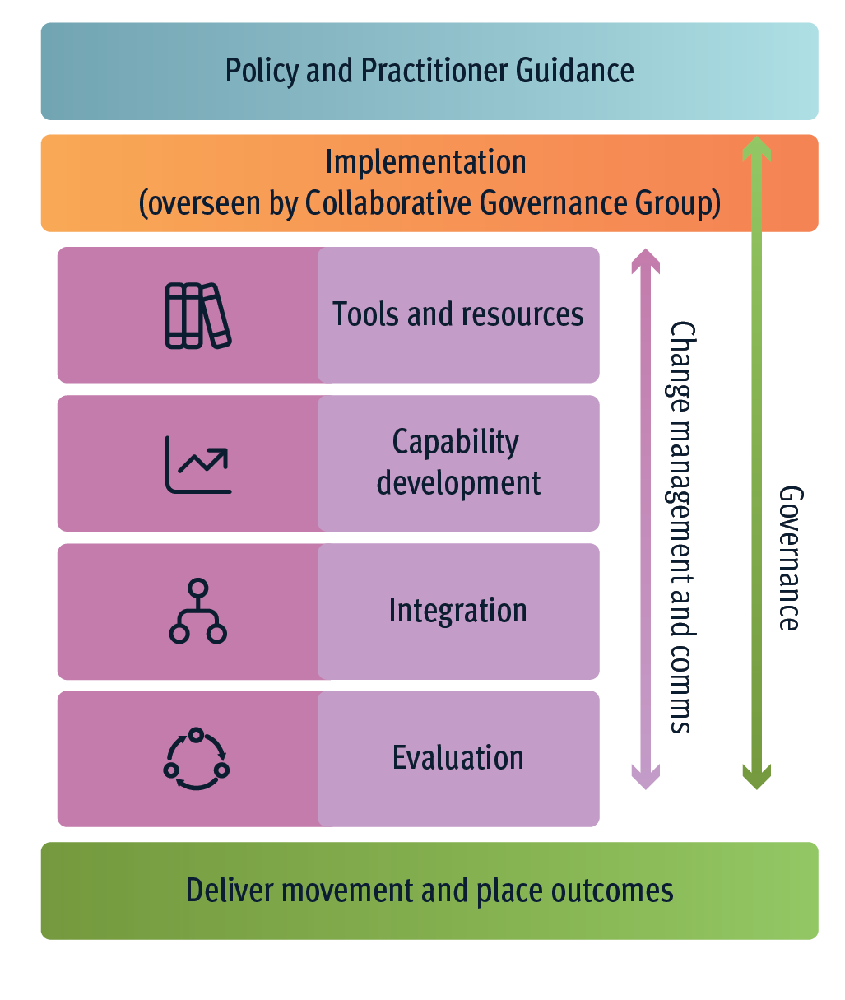 Policy and Practitioner Guidance
Implementation
(overseen by Collaborative Governance Group)
Tools and resources
Capability
development
Integration
Evaluation
Change management and comms
Governance
Deliver movement and place outcomes